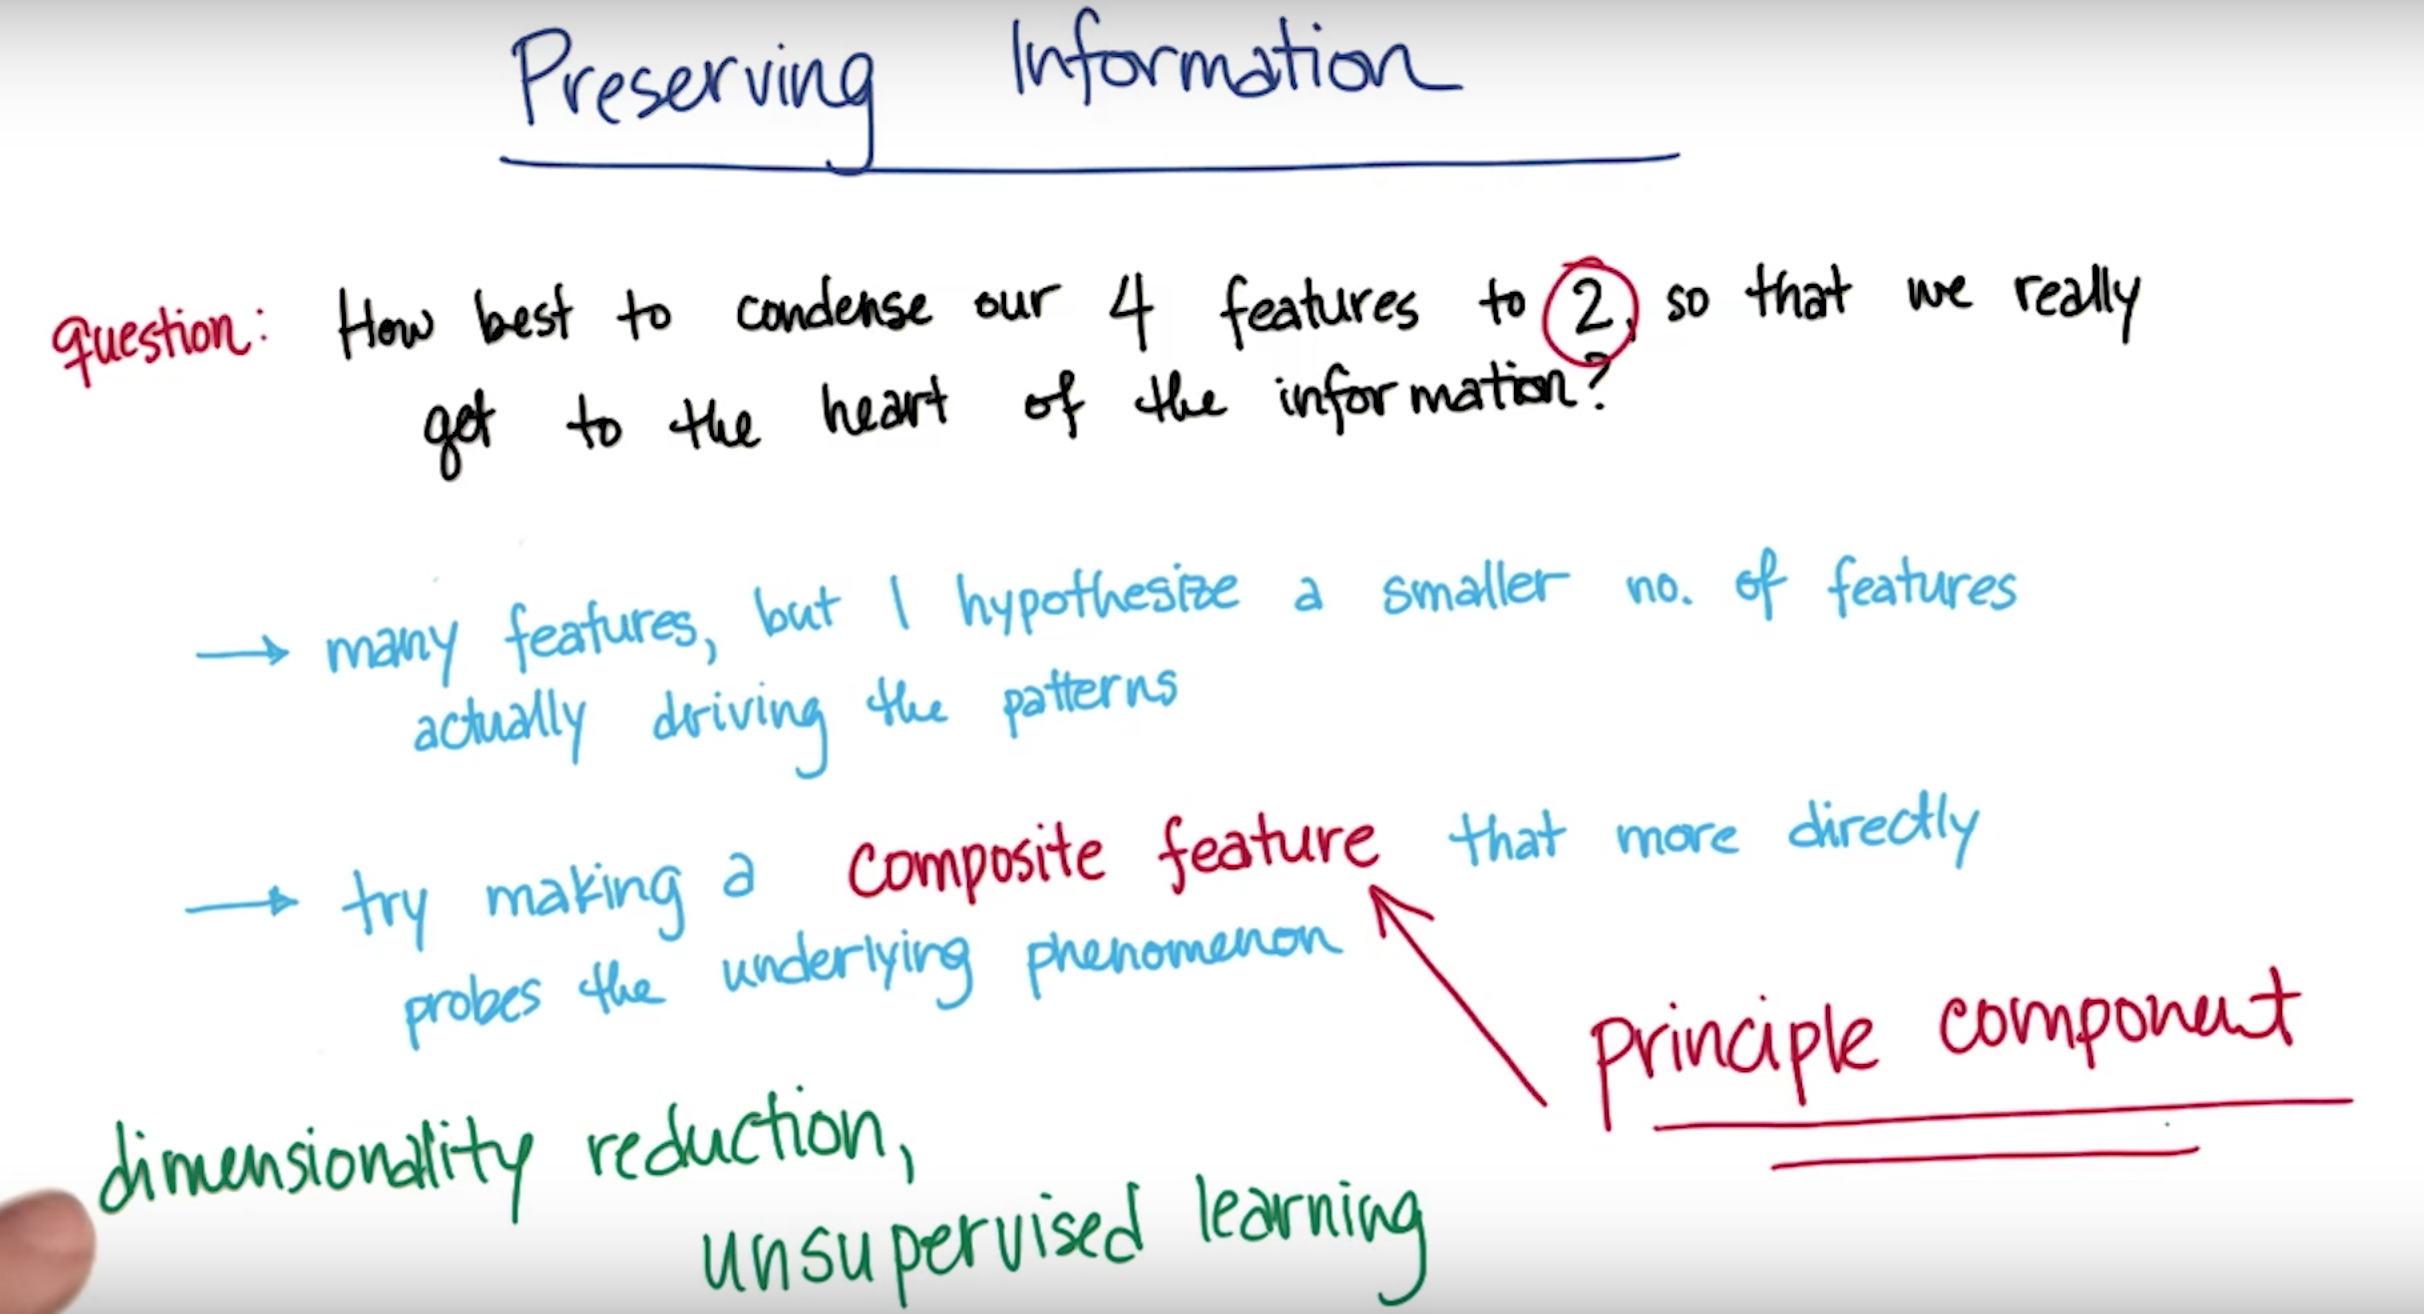 Preserving Information
question: How best to condense our 4 features to 2, so that we really
get to the heart of the information?
→ many features, but I hypothesize a smaller no. of features
actually driving the patterns
→ try making a composite feature that more directly
probes the underlying phenomenon
principle component
dimensionality reduction,
unsupervised learning